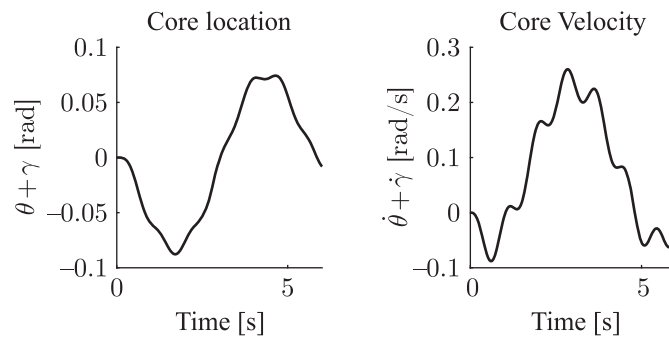 Core location
0.1
0.05
0
−0.05
−0.1
θ + γ [rad]
0
5
Time [s]
Core Velocity
0.3
0.2
0.1
0
−0.1
θ̇ + γ̇ [rad/s]
0
5
Time [s]